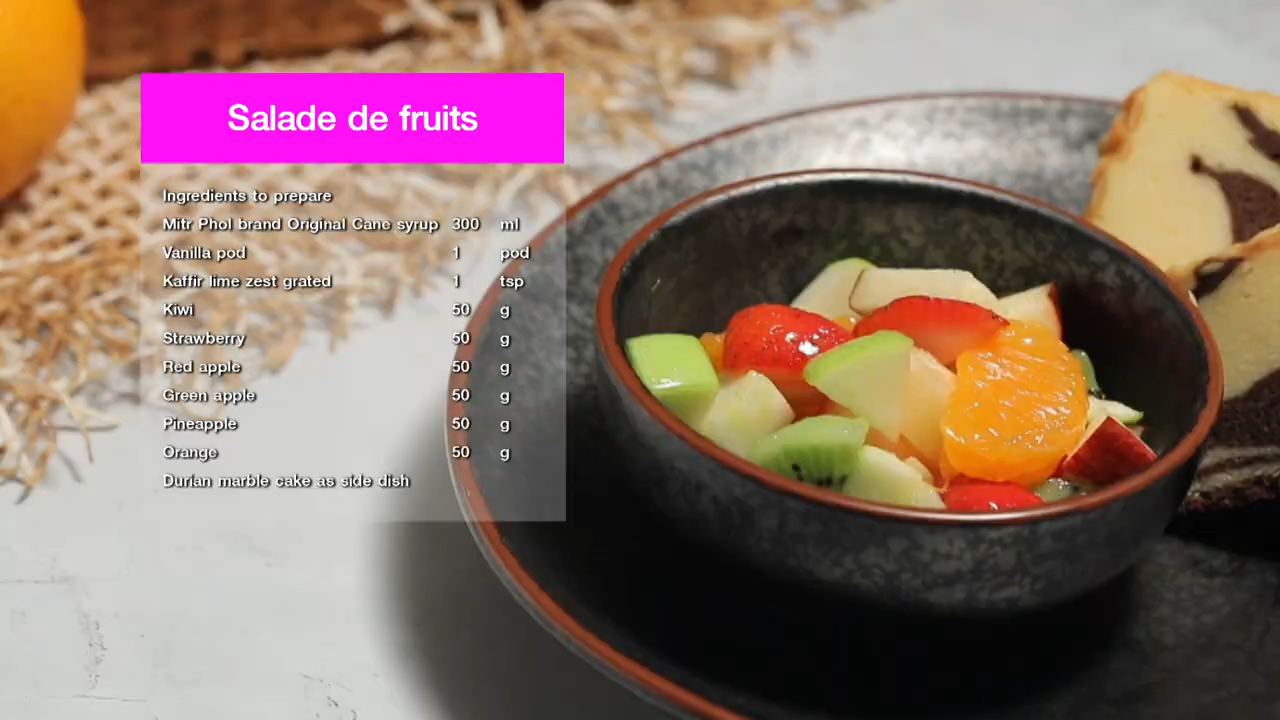 Salade de fruits
Ingredients to prepare
Mitr Phol brand Original Cane syrup 300 ml
Vanilla pod 1 pod
Kaffir lime zest grated 1 tsp
Kiwi 50 g
Strawberry 50 g
Red apple 50 g
Green apple 50 g
Pineapple 50 g
Orange 50 g
Durian marble cake as side dish